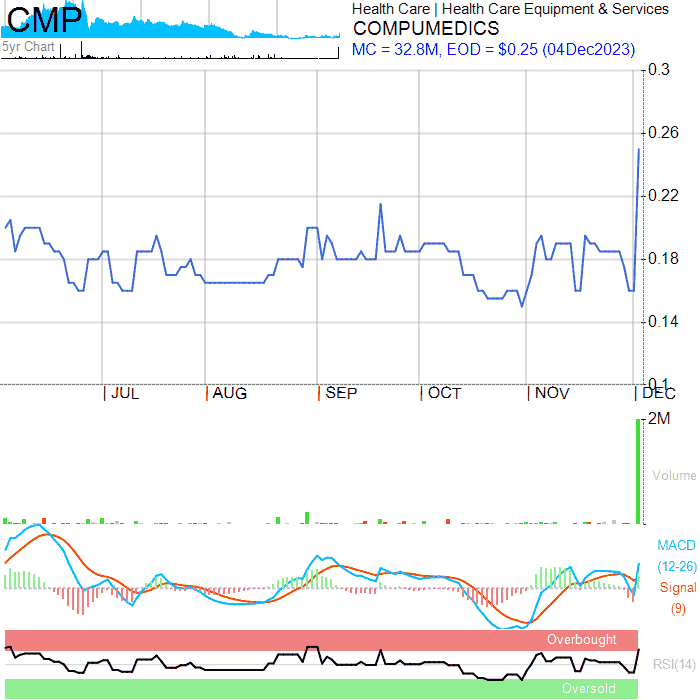 CMP
Health Care | Health Care Equipment & Services
COMPUMEDICS
5yr Chart
MC = 32.8M, EOD = $0.25 (04Dec2023)
0.3
0.26
0.22
0.18
0.14
0.1
JUL AUG SEP OCT NOV DEC
2M
Volume
MACD
(12-26)
Signal
(9)
Overbought
RSI(14)
Oversold